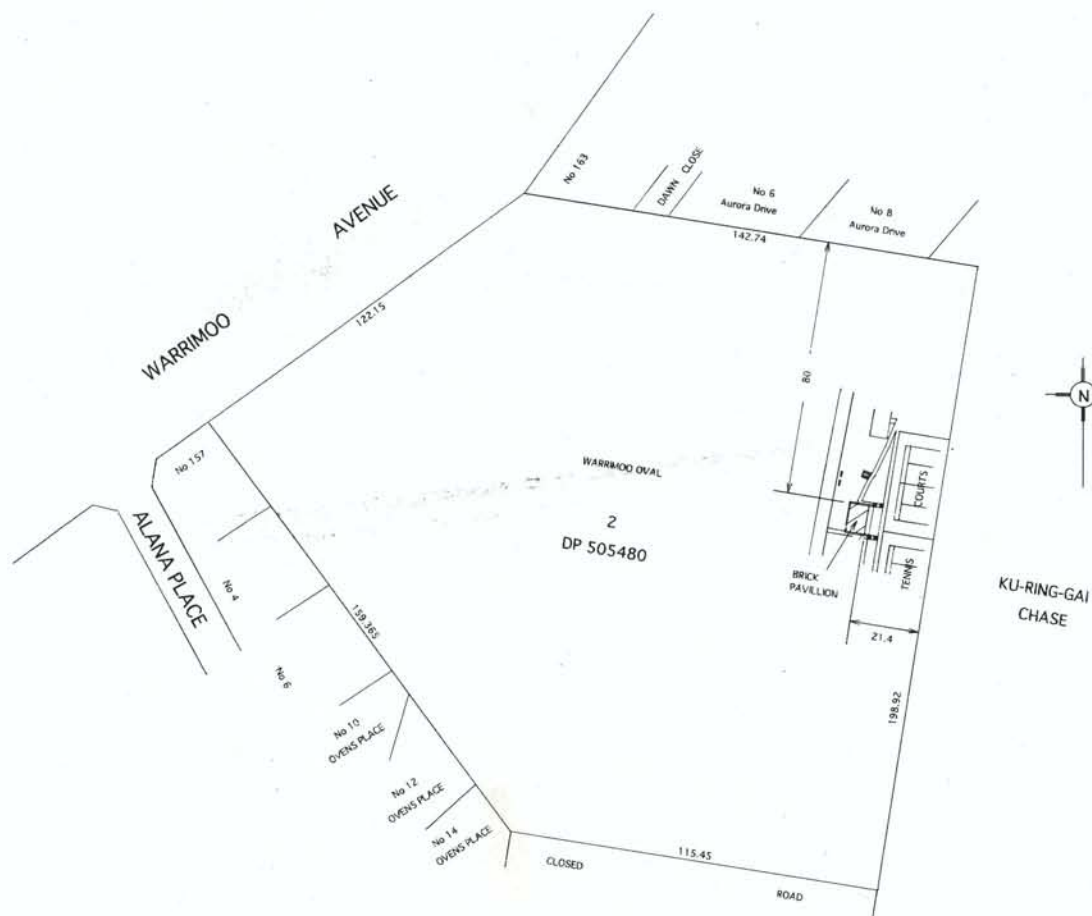 No 163
DAWN CLOSE
No 6
Aurora Drive
No 8
Aurora Drive
142.74
WARRIMOO AVENUE
122.15
80
N
No 157
ALANA PLACE
No 4
No 6
159.365
WARRIMOO OVAL
2
DP 505480
COURTS
TENNIS
BRICK
PAVILLION
KU-RING-GAI
CHASE
21.4
198.92
No 10
OVENS PLACE
No 12
OVENS PLACE
No 14
OVENS PLACE
115.45
CLOSED ROAD